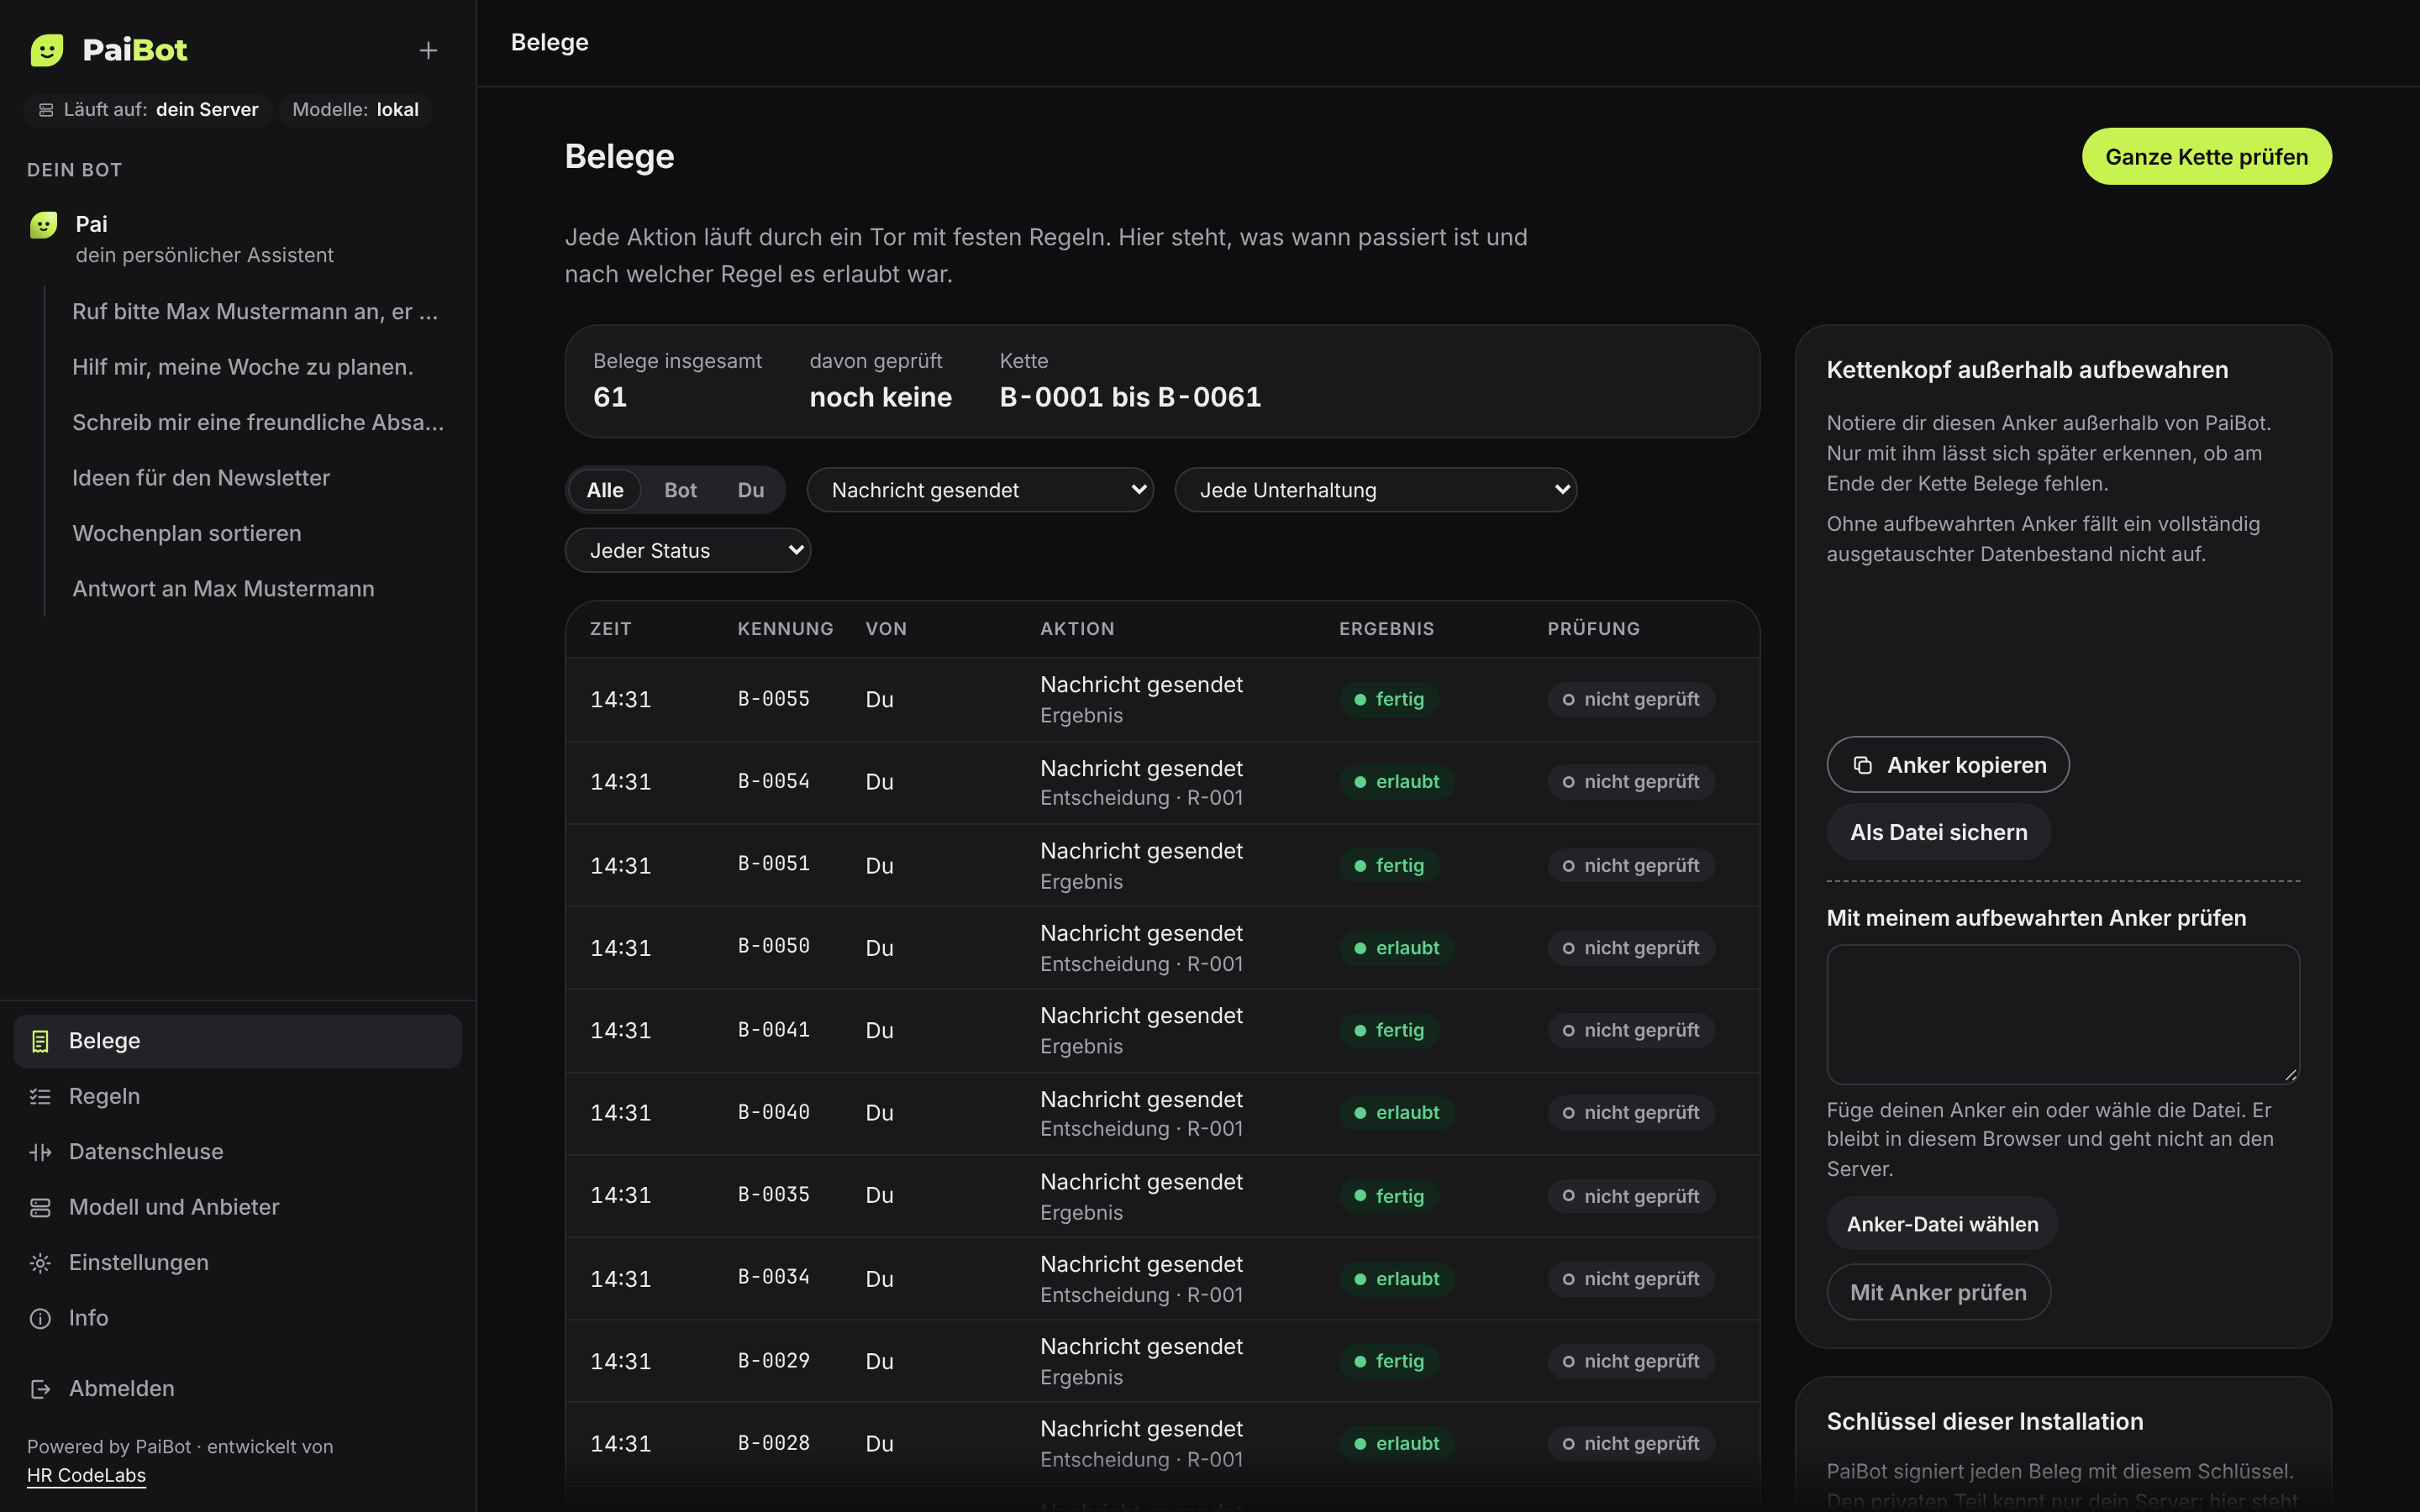 PaiBot
Läuft auf: dein Server
Modelle: lokal
DEIN BOT
Pai
dein persönlicher Assistent
Ruf bitte Max Mustermann an, er ...
Hilf mir, meine Woche zu planen.
Schreib mir eine freundliche Absa...
Ideen für den Newsletter
Wochenplan sortieren
Antwort an Max Mustermann
Belege
Regeln
Datenschleuse
Modell und Anbieter
Einstellungen
Info
Abmelden
Powered by PaiBot · entwickelt von
HR CodeLabs
Belege
Belege
Ganze Kette prüfen
Jede Aktion läuft durch ein Tor mit festen Regeln. Hier steht, was wann passiert ist und
nach welcher Regel es erlaubt war.
Belege insgesamt davon geprüft Kette
61 noch keine B-0001 bis B-0061
Alle Bot Du Nachricht gesendet Jede Unterhaltung
Jeder Status
ZEIT KENNUNG VON AKTION ERGEBNIS PRÜFUNG
14:31 B-0055 Du Nachricht gesendet fertig nicht geprüft
Ergebnis
14:31 B-0054 Du Nachricht gesendet erlaubt nicht geprüft
Entscheidung · R-001
14:31 B-0051 Du Nachricht gesendet fertig nicht geprüft
Ergebnis
14:31 B-0050 Du Nachricht gesendet erlaubt nicht geprüft
Entscheidung · R-001
14:31 B-0041 Du Nachricht gesendet fertig nicht geprüft
Ergebnis
14:31 B-0040 Du Nachricht gesendet erlaubt nicht geprüft
Entscheidung · R-001
14:31 B-0035 Du Nachricht gesendet fertig nicht geprüft
Ergebnis
14:31 B-0034 Du Nachricht gesendet erlaubt nicht geprüft
Entscheidung · R-001
14:31 B-0029 Du Nachricht gesendet fertig nicht geprüft
Ergebnis
14:31 B-0028 Du Nachricht gesendet erlaubt nicht geprüft
Entscheidung · R-001
Kettenkopf außerhalb aufbewahren
Notiere dir diesen Anker außerhalb von PaiBot.
Nur mit ihm lässt sich später erkennen, ob am
Ende der Kette Belege fehlen.
Ohne aufbewahrten Anker fällt ein vollständig
ausgetauschter Datenbestand nicht auf.
Anker kopieren
Als Datei sichern
Mit meinem aufbewahrten Anker prüfen
Füge deinen Anker ein oder wähle die Datei. Er
bleibt in diesem Browser und geht nicht an den
Server.
Anker-Datei wählen
Mit Anker prüfen
Schlüssel dieser Installation
PaiBot signiert jeden Beleg mit diesem Schlüssel.
Den privaten Teil kennt nur dein Server; hier steht